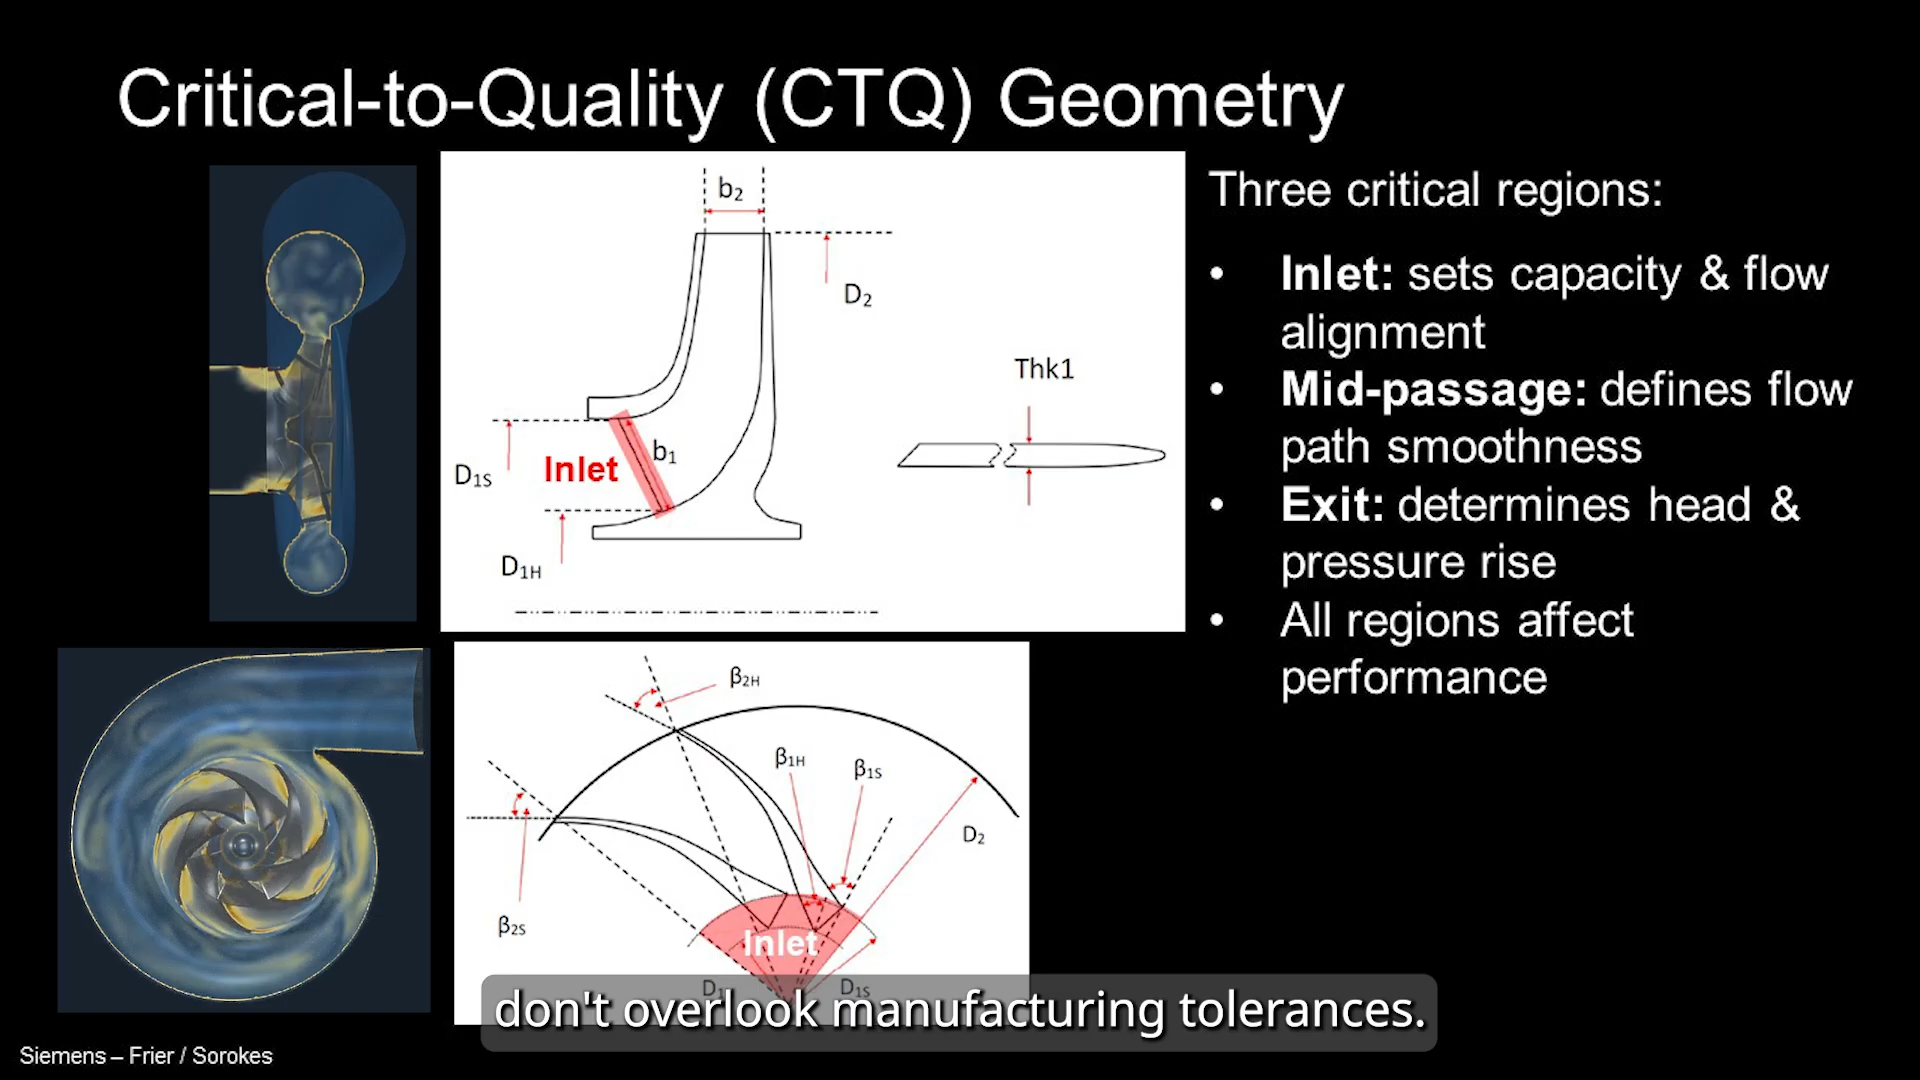 Critical-to-Quality (CTQ) Geometry
b₂
D₂
Thk1
b₁
Inlet
D₁S
D₁H
Three critical regions:
• Inlet: sets capacity & flow
alignment
• Mid-passage: defines flow
path smoothness
• Exit: determines head &
pressure rise
• All regions affect
performance
β₂H
β₁H
β₁S
D₂
β₂S
Inlet
D₁S
don't overlook manufacturing tolerances.
Siemens – Frier / Sorokes